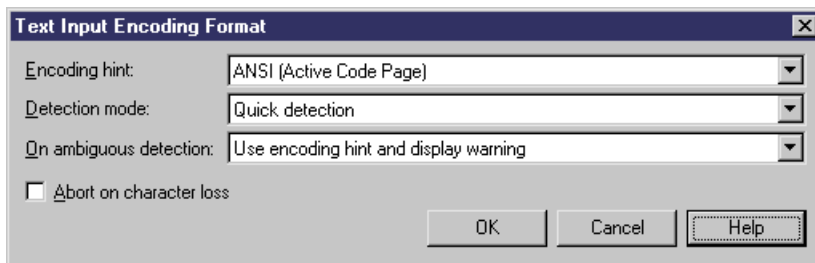 Text Input Encoding Format
Encoding hint: ANSI (Active Code Page)
Detection mode: Quick detection
On ambiguous detection: Use encoding hint and display warning
Abort on character loss
OK Cancel Help